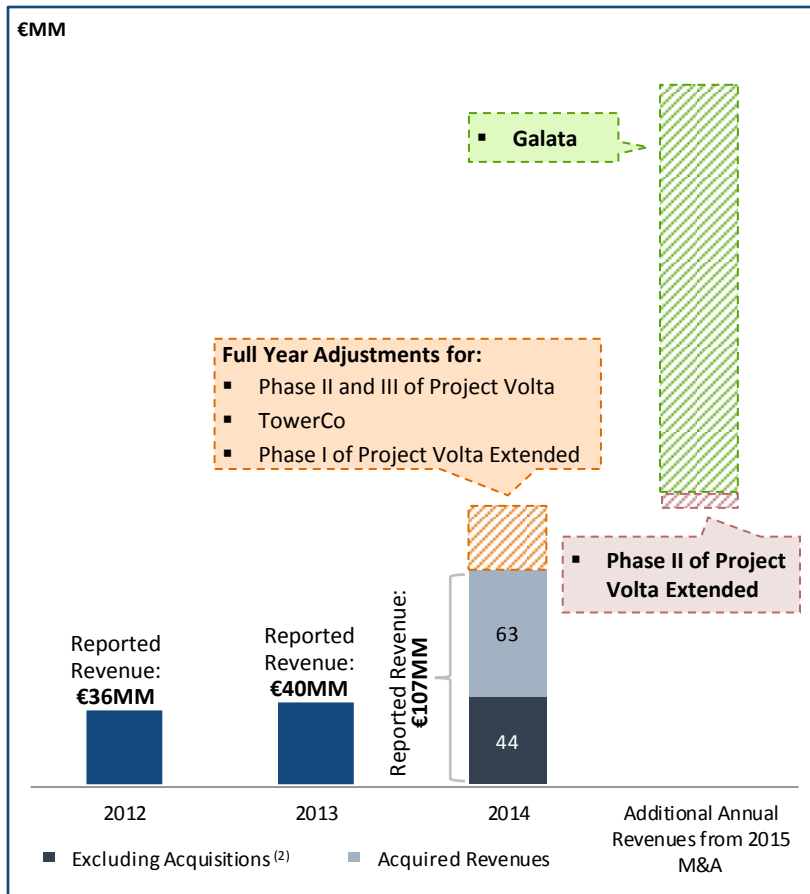 €MM
▪ Galata
Full Year Adjustments for:
▪ Phase II and III of Project Volta
▪ TowerCo
▪ Phase I of Project Volta Extended
▪ Phase II of Project
Volta Extended
Reported
Revenue:
€36MM
Reported
Revenue:
€40MM
Reported Revenue:
€107MM
63
44
2012
2013
2014
Additional Annual
Revenues from 2015
M&A
Excluding Acquisitions (2)
Acquired Revenues